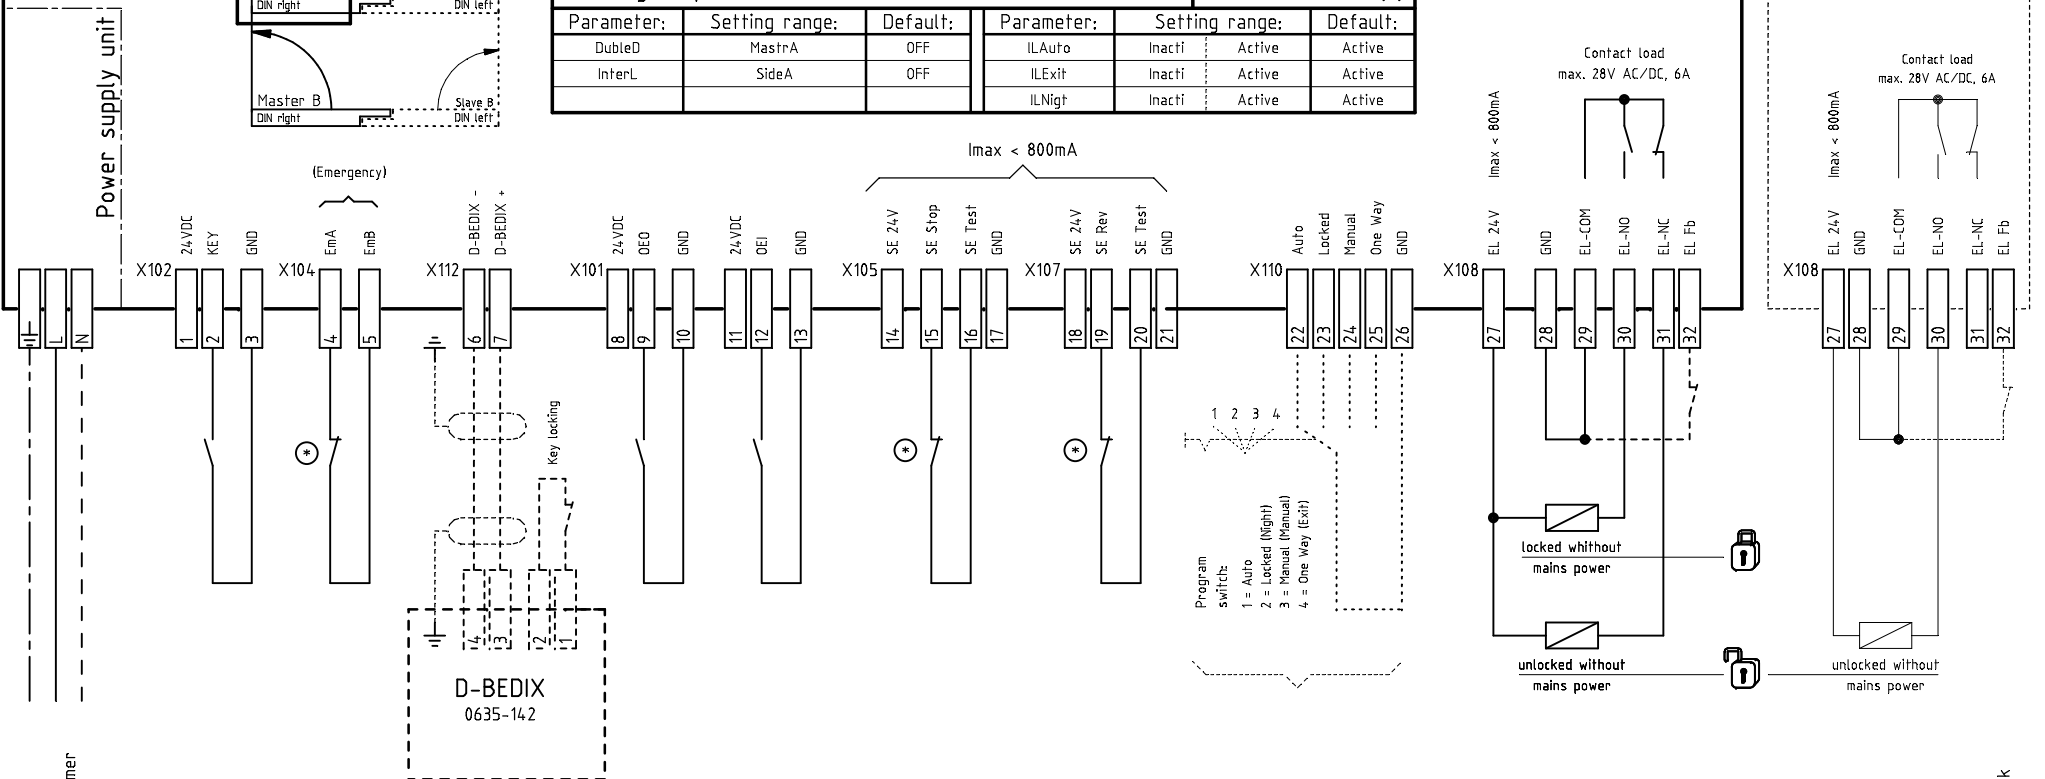 DIN right
DIN left
Master B
Slave B
DIN right
DIN left
Power supply unit
Parameter: Setting range: Default: Parameter: Setting range: Default:
DubleD MastrA OFF ILAuto Inacti Active Active
InterL SideA OFF ILExit Inacti Active Active
ILNigt Inacti Active Active
Contact load
max. 28V AC/DC, 6A
Contact load
max. 28V AC/DC, 6A
Imax < 800mA
Imax < 800mA
Imax < 800mA
(Emergency)
X102 24VDC KEY GND
X104 EmA EmB
X112 D-BEDIX - D-BEDIX +
X101 24VDC OEO GND 24VDC OEI GND
X105 SE 24V SE Stop SE Test GND
X107 SE 24V SE Rev SE Test GND
X110 Auto Locked Manual One Way GND
X108 EL 24V GND EL-COM EL-NO EL-NC EL Fb
X108 EL 24V GND EL-COM EL-NO EL-NC EL Fb
L N 1 2 3 4 5 6 7 8 9 10 11 12 13 14 15 16 17 18 19 20 21 22 23 24 25 26 27 28 29 30 31 32
27 28 29 30 31 32
1 2 3 4
*
*
*
Key locking
Program
switch:
1 = Auto
2 = Locked (Night)
3 = Manual (Manual)
4 = One Way (Exit)
locked whithout
mains power
4 3 2 1
D-BEDIX
0635-142
unlocked without
mains power
unlocked without
mains power